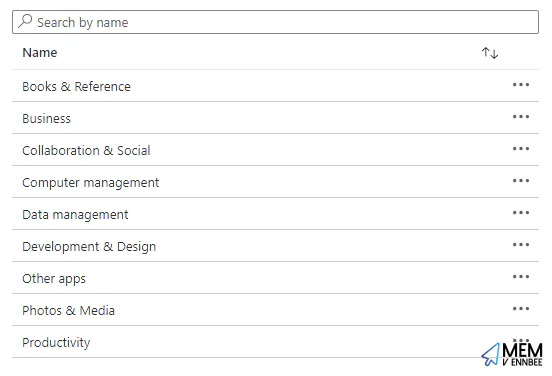 Search by name
Name
Books & Reference
Business
Collaboration & Social
Computer management
Data management
Development & Design
Other apps
Photos & Media
Productivity
MEM
V ENNBEE